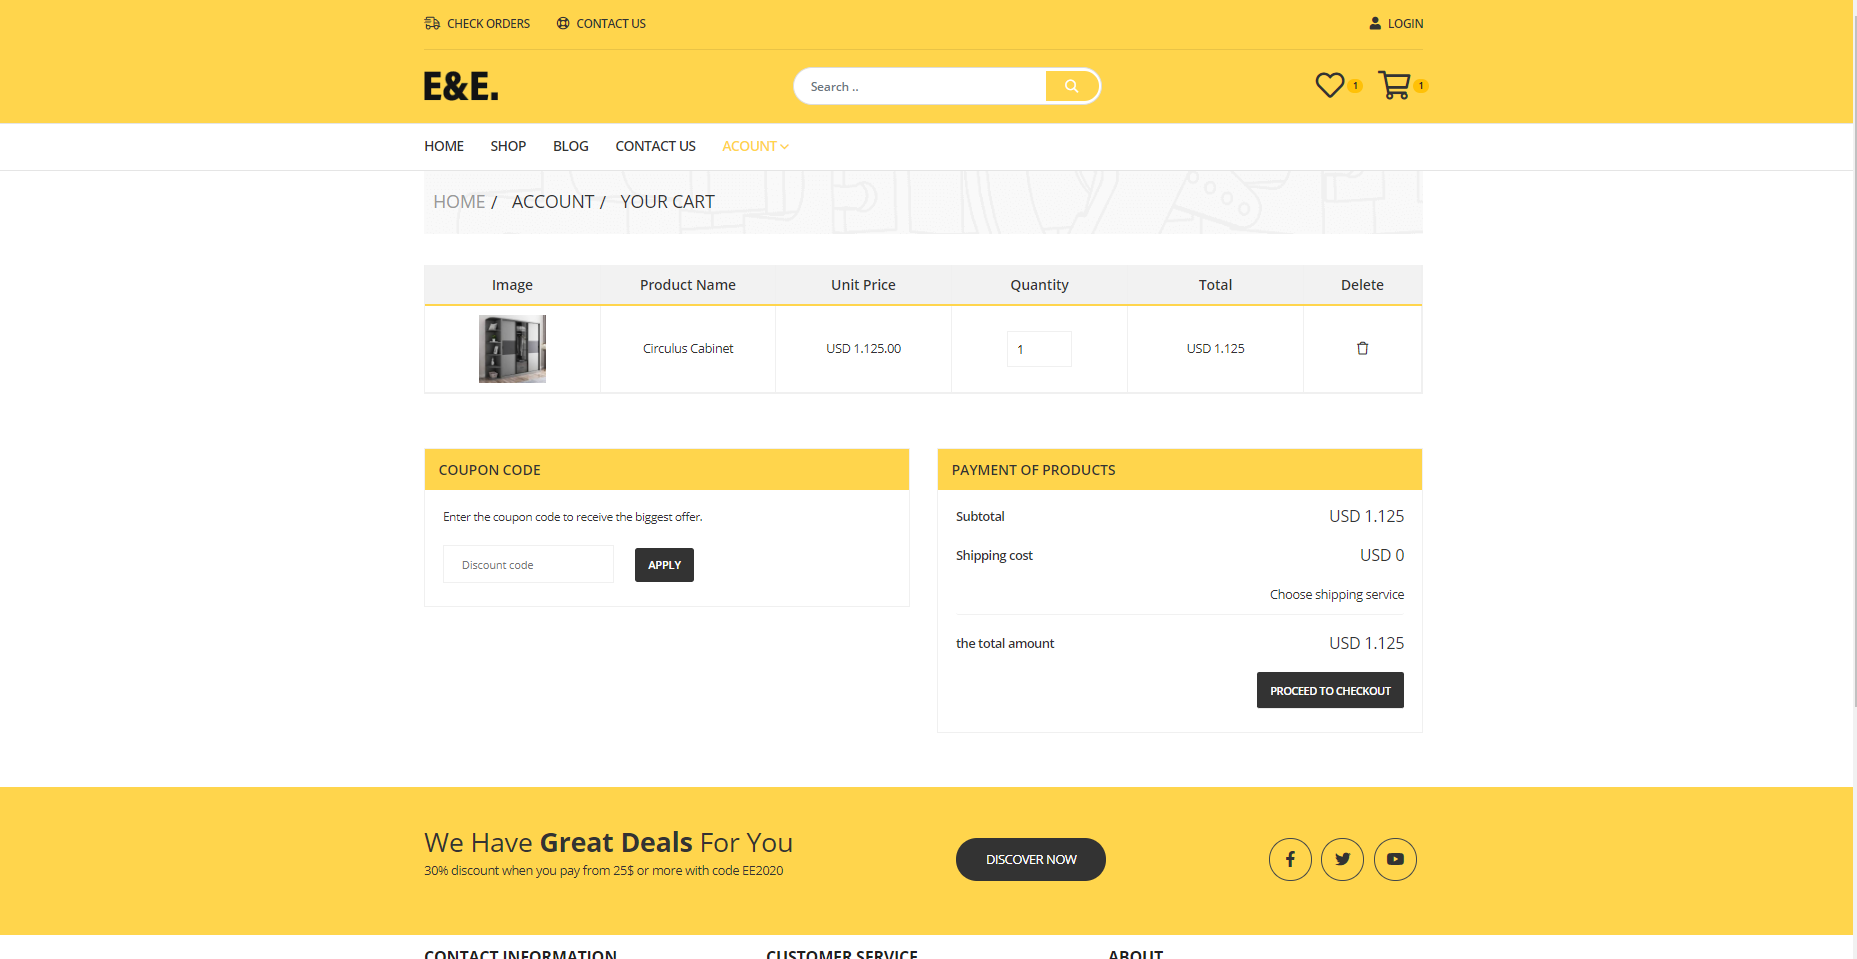 CHECK ORDERS CONTACT US LOGIN
E&E. Search .. 1 1
HOME SHOP BLOG CONTACT US ACOUNT
HOME / ACCOUNT / YOUR CART
Image Product Name Unit Price Quantity Total Delete
Circulus Cabinet USD 1.125.00 1 USD 1.125
COUPON CODE
Enter the coupon code to receive the biggest offer.
Discount code APPLY
PAYMENT OF PRODUCTS
Subtotal USD 1.125
Shipping cost USD 0
Choose shipping service
the total amount USD 1.125
PROCEED TO CHECKOUT
We Have Great Deals For You
30% discount when you pay from 25$ or more with code EE2020
DISCOVER NOW
CONTACT INFORMATION CUSTOMER SERVICE ABOUT